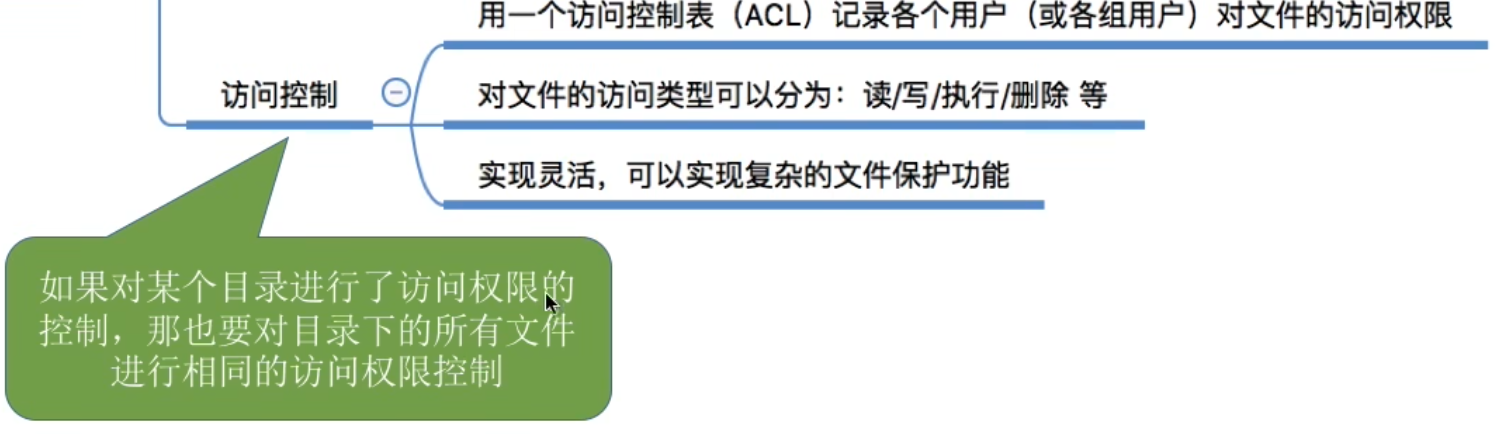 用一个访问控制表（ACL）记录各个用户（或各组用户）对文件的访问权限
访问控制
对文件的访问类型可以分为：读/写/执行/删除 等
实现灵活，可以实现复杂的文件保护功能
如果对某个目录进行了访问权限的
控制，那也要对目录下的所有文件
进行相同的访问权限控制